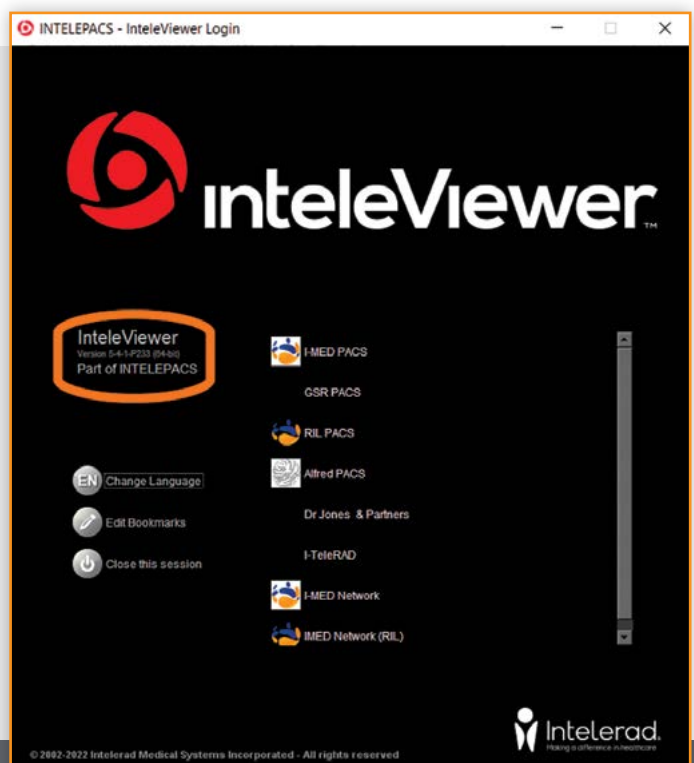 INTELEPACS - InteleViewer Login
InteleViewer™
InteleViewer
Version 5-4-1-P233 (64-bit)
Part of INTELEPACS
I-MED PACS
GSR PACS
RIL PACS
EN Change Language
Alfred PACS
Edit Bookmarks
Dr Jones & Partners
Close this session
I-TeleRAD
I-MED Network
IMED Network (RIL)
Intelerad.
Making a difference in healthcare
© 2002-2022 Intelerad Medical Systems Incorporated - All rights reserved